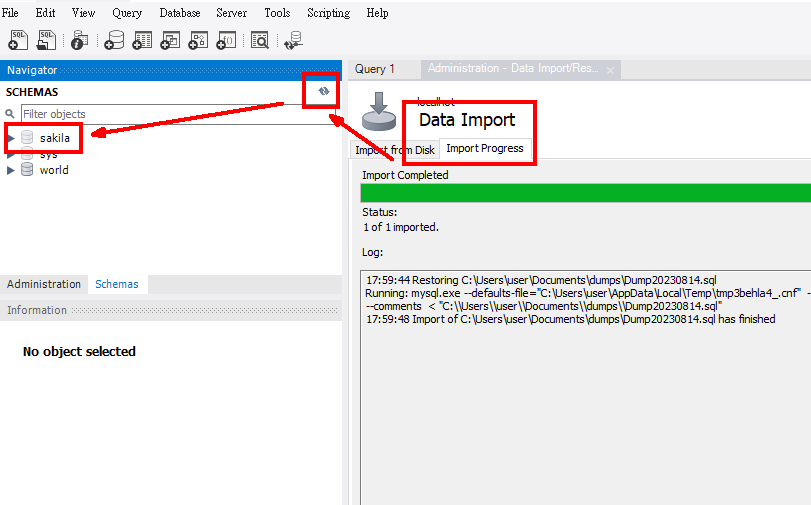 File Edit View Query Database Server Tools Scripting Help
SQL SQL
Navigator
SCHEMAS
Filter objects
sakila
sys
world
Administration Schemas
Information
No object selected
Query 1 Administration - Data Import/Res...
Data Import
Import from Disk Import Progress
Import Completed
Status:
1 of 1 imported.
Log:
17:59:44 Restoring C:\Users\user\Documents\dumps\Dump20230814.sql
Running: mysql.exe --defaults-file="C:\Users\user\AppData\Local\Temp\tmp3behla4_.cnf" -
--comments < "C:\\Users\\user\\Documents\\dumps\\Dump20230814.sql"
17:59:48 Import of C:\Users\user\Documents\dumps\Dump20230814.sql has finished